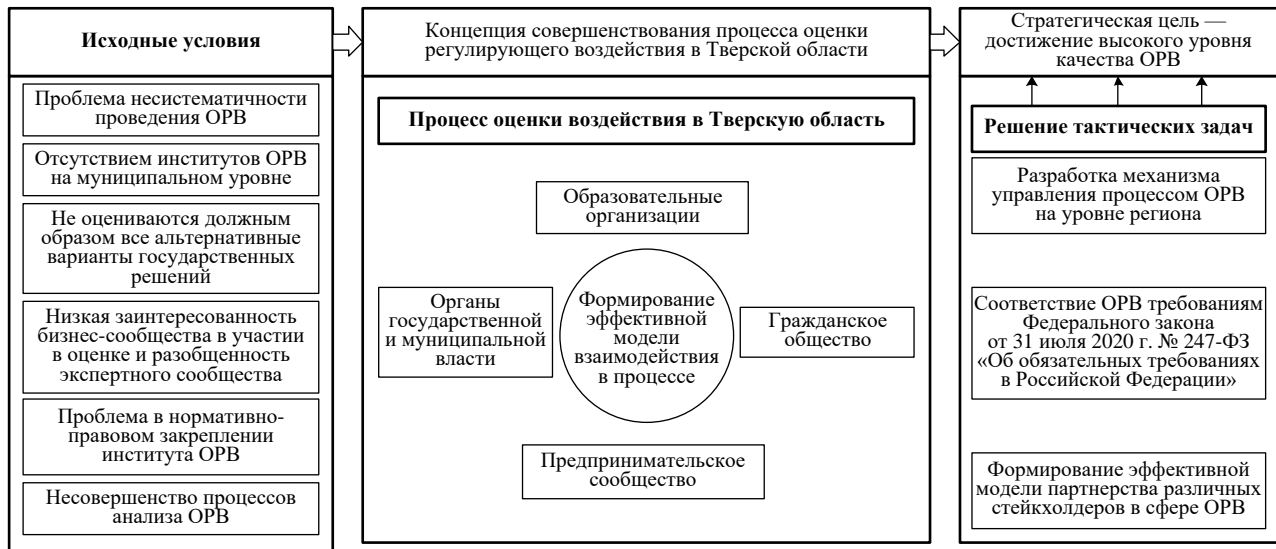 Исходные условия
Проблема несистематичности
проведения ОРВ
Отсутствием институтов ОРВ
на муниципальном уровне
Не оцениваются должным
образом все альтернативные
варианты государственных
решений
Низкая заинтересованность
бизнес-сообщества в участии
в оценке и разобщенность
экспертного сообщества
Проблема в нормативно-
правовом закреплении
института ОРВ
Несовершенство процессов
анализа ОРВ
Концепция совершенствования процесса оценки
регулирующего воздействия в Тверской области
Процесс оценки воздействия в Тверскую область
Образовательные
организации
Органы
государственной
и муниципальной
власти
Формирование
эффективной
модели
взаимодействия
в процессе
Гражданское
общество
Предпринимательское
сообщество
Стратегическая цель —
достижение высокого уровня
качества ОРВ
Решение тактических задач
Разработка механизма
управления процессом ОРВ
на уровне региона
Соответствие ОРВ требованиям
Федерального закона
от 31 июля 2020 г. № 247-ФЗ
«Об обязательных требованиях
в Российской Федерации»
Формирование эффективной
модели партнерства различных
стейкхолдеров в сфере ОРВ